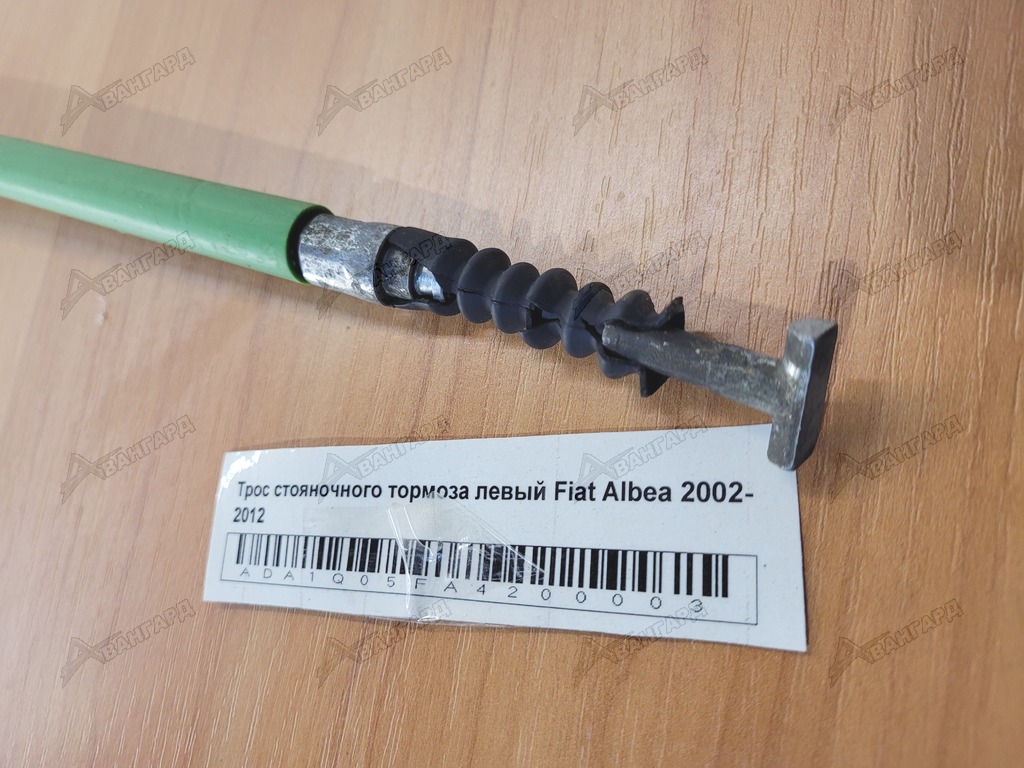 Трос стояночного тормоза левый Fiat Albea 2002-
2012
ADA1Q05FA4200003
АВАНГАРД